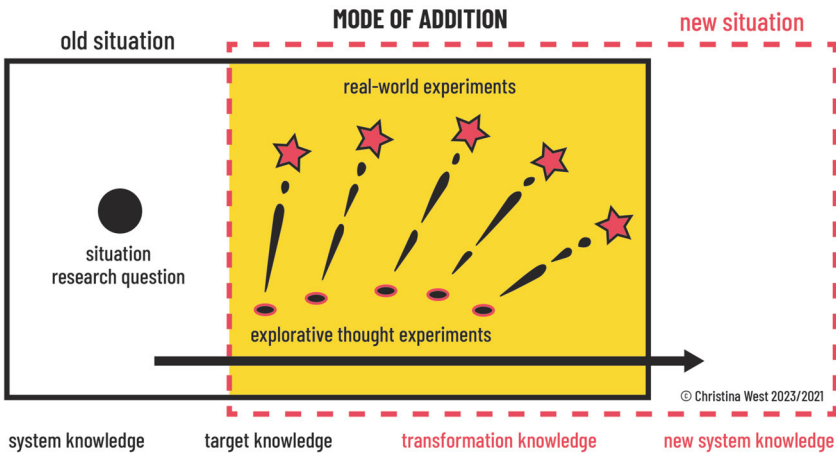 MODE OF ADDITION
old situation
new situation
real-world experiments
situation
research question
explorative thought experiments
© Christina West 2023/2021
system knowledge
target knowledge
transformation knowledge
new system knowledge